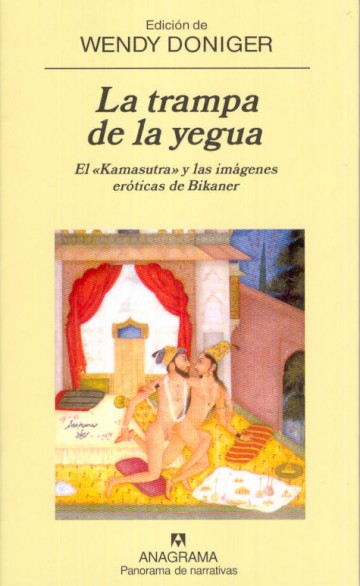 Edición de
WENDY DONIGER
La trampa
de la yegua
El «Kamasutra» y las imágenes
eróticas de Bikaner
ANAGRAMA
Panorama de narrativas